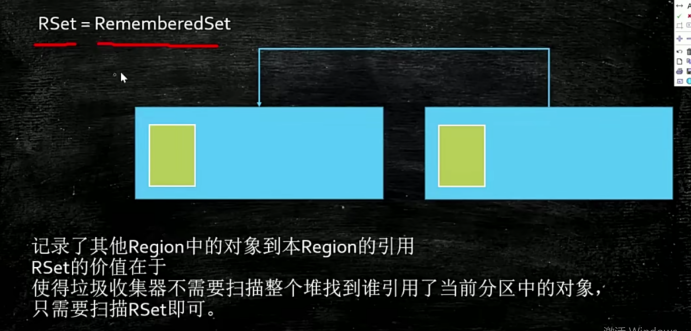 RSet = RememberedSet
记录了其他Region中的对象到本Region的引用
RSet的价值在于
使得垃圾收集器不需要扫描整个堆找到谁引用了当前分区中的对象，
只需要扫描RSet即可。
激活 Windows